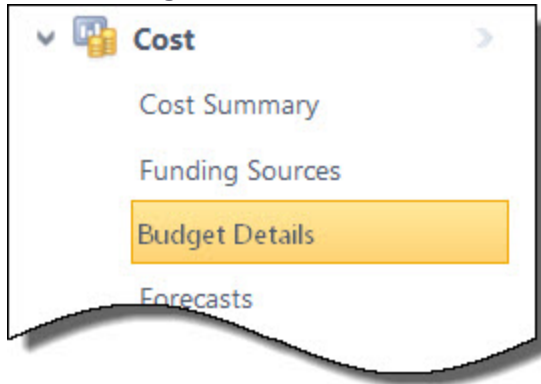 Cost
Cost Summary
Funding Sources
Budget Details
Forecasts